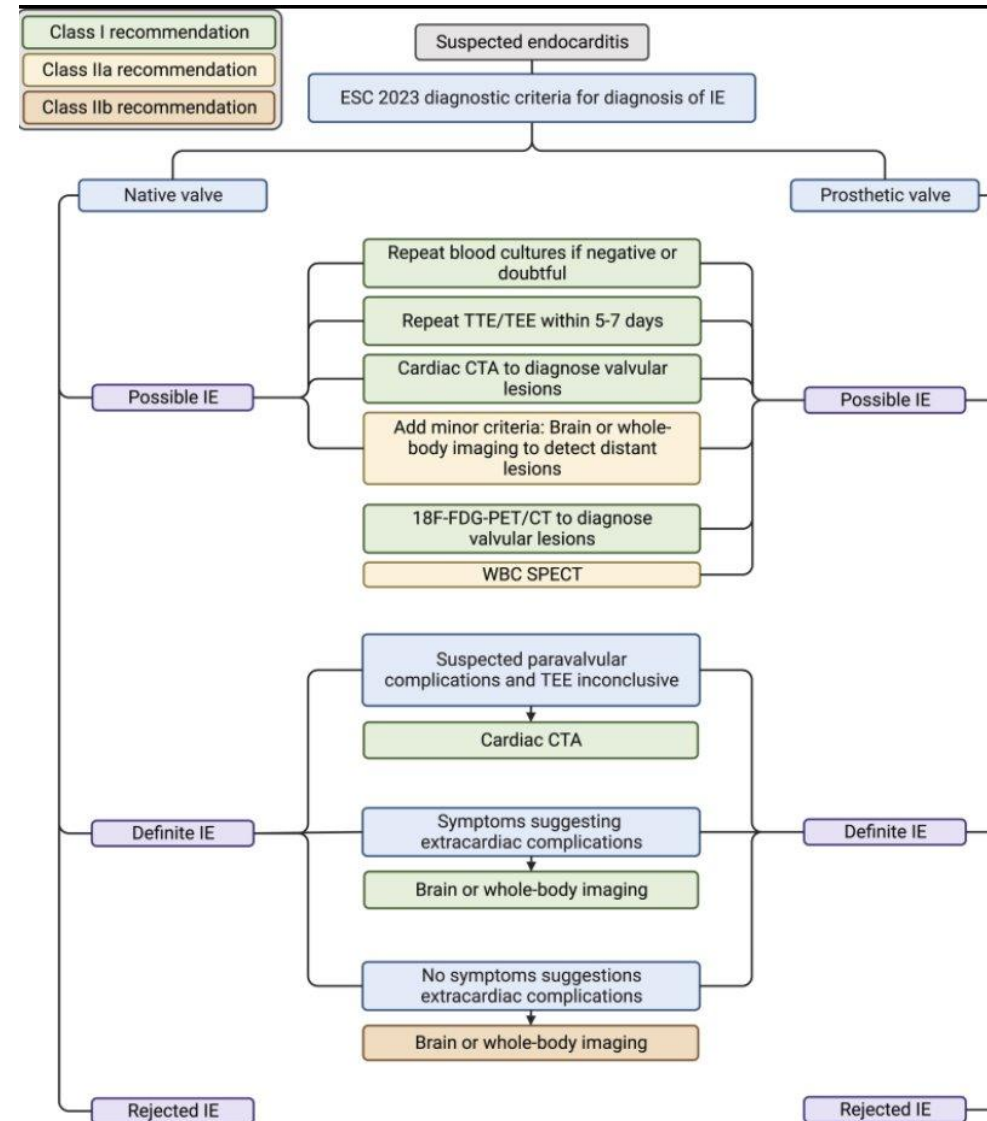 Class I recommendation
Class IIa recommendation
Class IIb recommendation
Suspected endocarditis
ESC 2023 diagnostic criteria for diagnosis of IE
Native valve
Prosthetic valve
Repeat blood cultures if negative or
doubtful
Repeat TTE/TEE within 5-7 days
Cardiac CTA to diagnose valvular
lesions
Possible IE
Possible IE
Add minor criteria: Brain or whole-
body imaging to detect distant
lesions
18F-FDG-PET/CT to diagnose
valvular lesions
WBC SPECT
Suspected paravalvular
complications and TEE inconclusive
Cardiac CTA
Definite IE
Symptoms suggesting
extracardiac complications
Definite IE
Brain or whole-body imaging
No symptoms suggestions
extracardiac complications
Brain or whole-body imaging
Rejected IE
Rejected IE